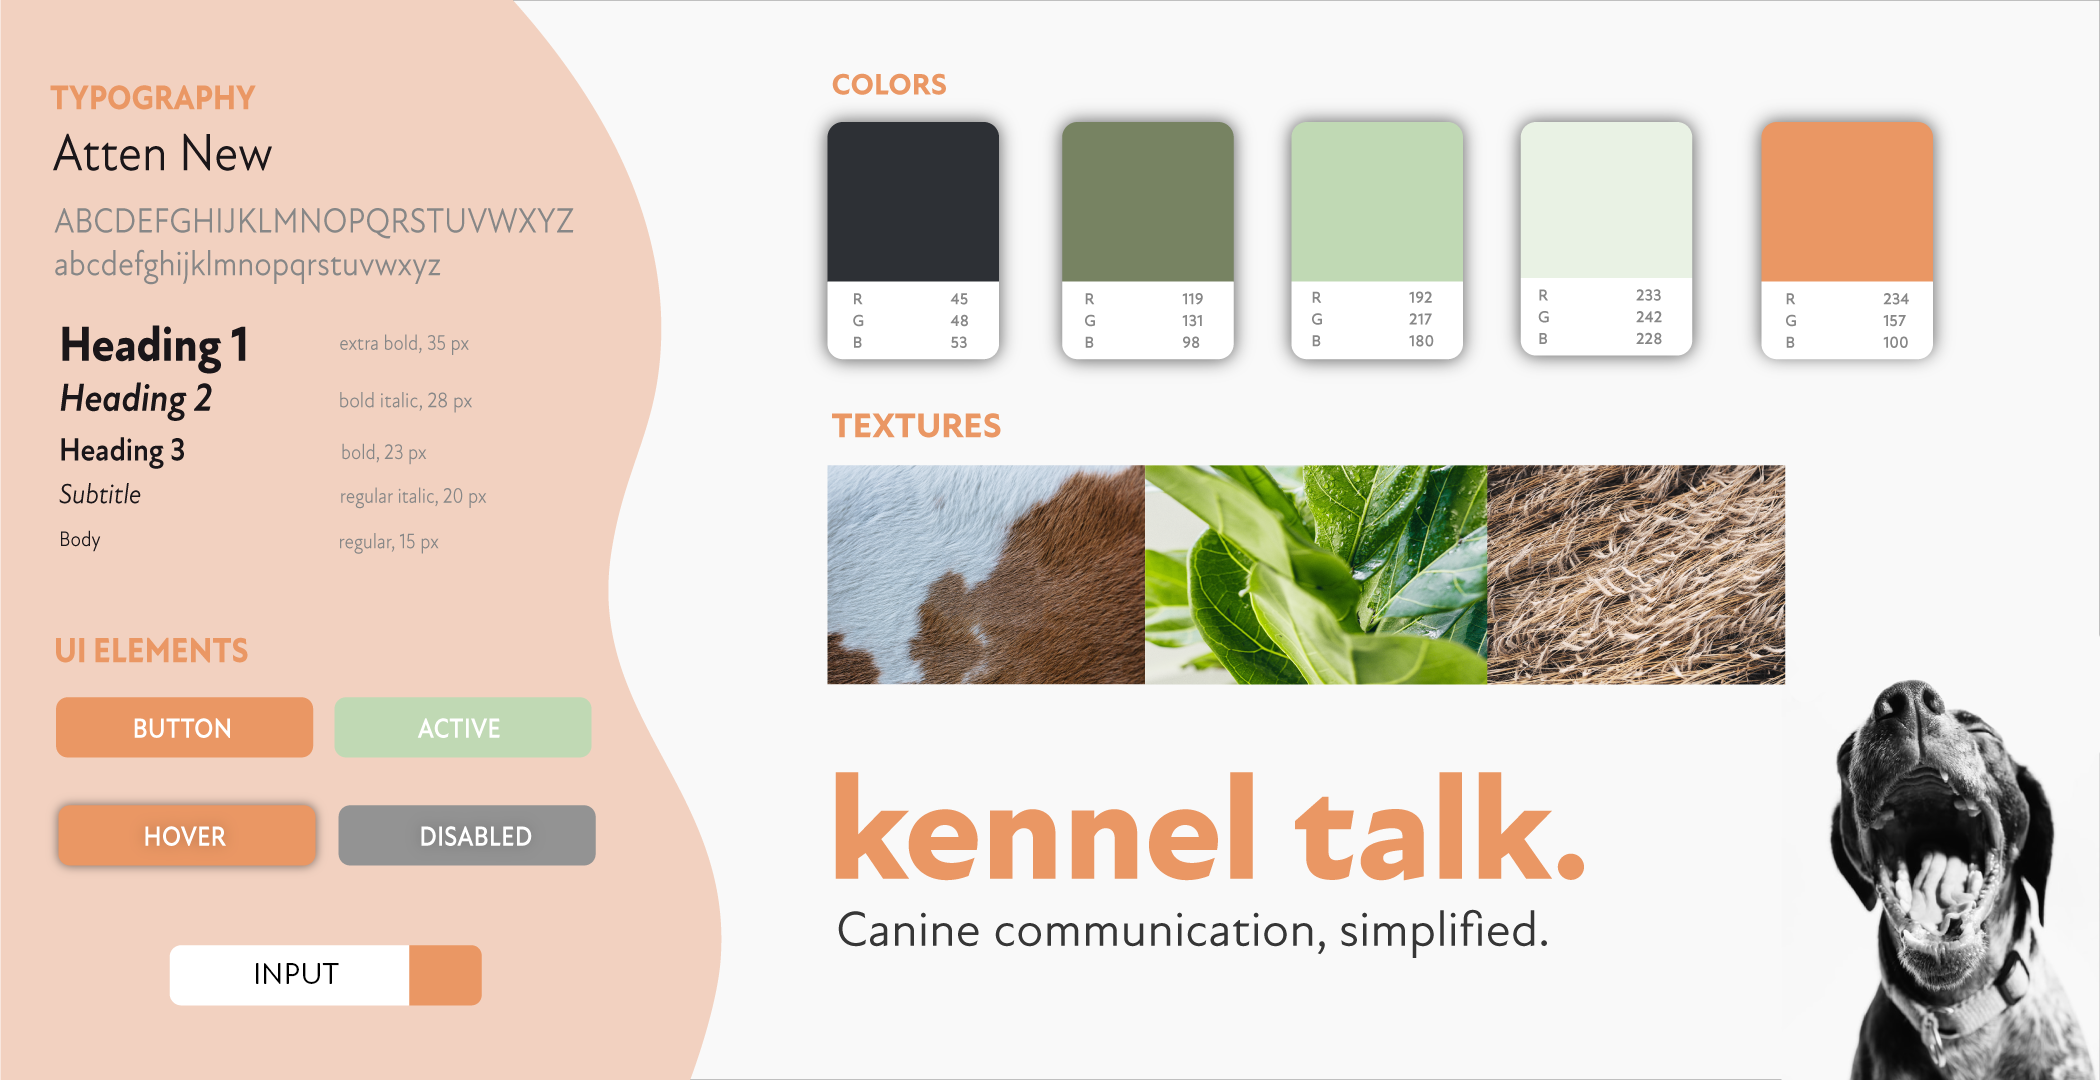 TYPOGRAPHY
Atten New
ABCDEFGHIJKLMNOPQRSTUVWXYZ
abcdefghijklmnopqrstuvwxyz
Heading 1 extra bold, 35 px
Heading 2 bold italic, 28 px
Heading 3 bold, 23 px
Subtitle regular italic, 20 px
Body regular, 15 px
UI ELEMENTS
BUTTON ACTIVE
HOVER DISABLED
INPUT
COLORS
R 45
G 48
B 53
R 119
G 131
B 98
R 192
G 217
B 180
R 233
G 242
B 228
R 234
G 157
B 100
TEXTURES
kennel talk.
Canine communication, simplified.